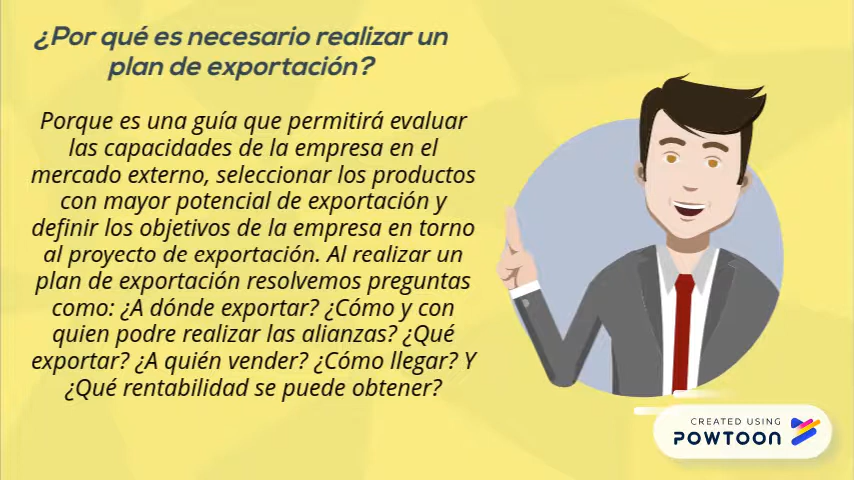 ¿Por qué es necesario realizar un
plan de exportación?
Porque es una guía que permitirá evaluar
las capacidades de la empresa en el
mercado externo, seleccionar los productos
con mayor potencial de exportación y
definir los objetivos de la empresa en torno
al proyecto de exportación. Al realizar un
plan de exportación resolvemos preguntas
como: ¿A dónde exportar? ¿Cómo y con
quien podre realizar las alianzas? ¿Qué
exportar? ¿A quién vender? ¿Cómo llegar? Y
¿Qué rentabilidad se puede obtener?
CREATED USING
POWTOON